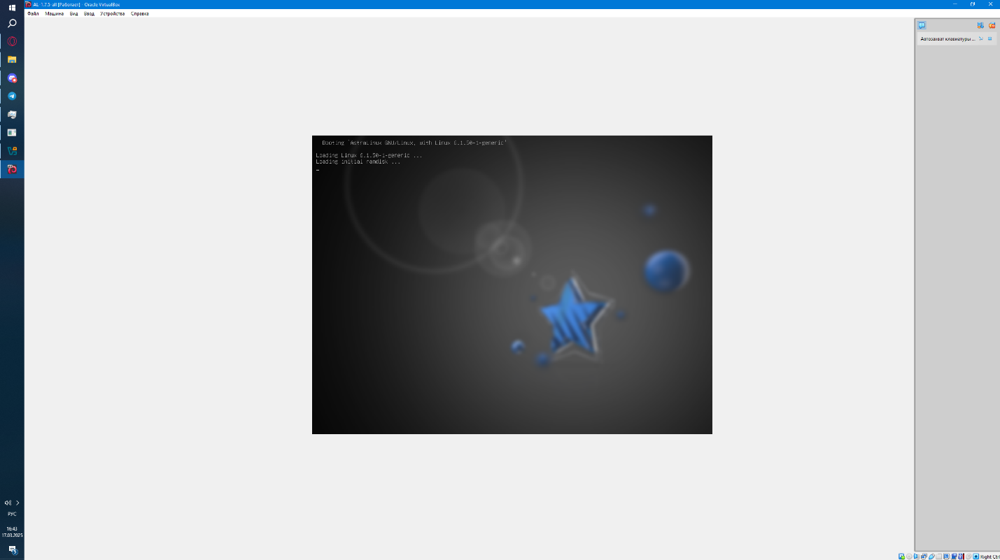 AL-1.7.5-all [Работает] - Oracle VirtualBox
Файл Машина Вид Ввод Устройства Справка
Автозахват клавиатуры ...
Booting `AstraLinux GNU/Linux, with Linux 6.1.50-1-generic'
Loading Linux 6.1.50-1-generic ...
Loading initial ramdisk ...
РУС
16:43
17.03.2025
Right Ctrl